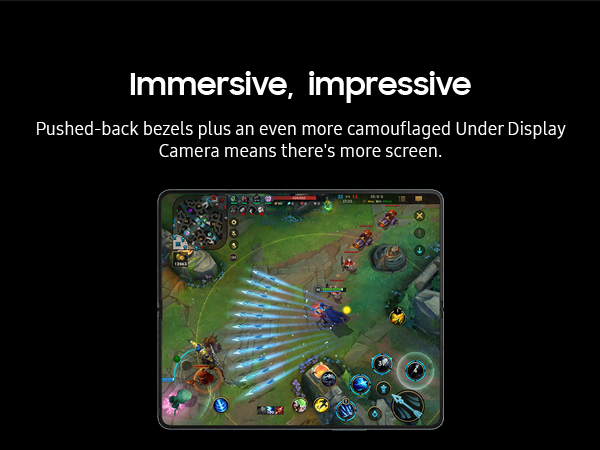 Immersive, impressive
Pushed-back bezels plus an even more camouflaged Under Display
Camera means there's more screen.